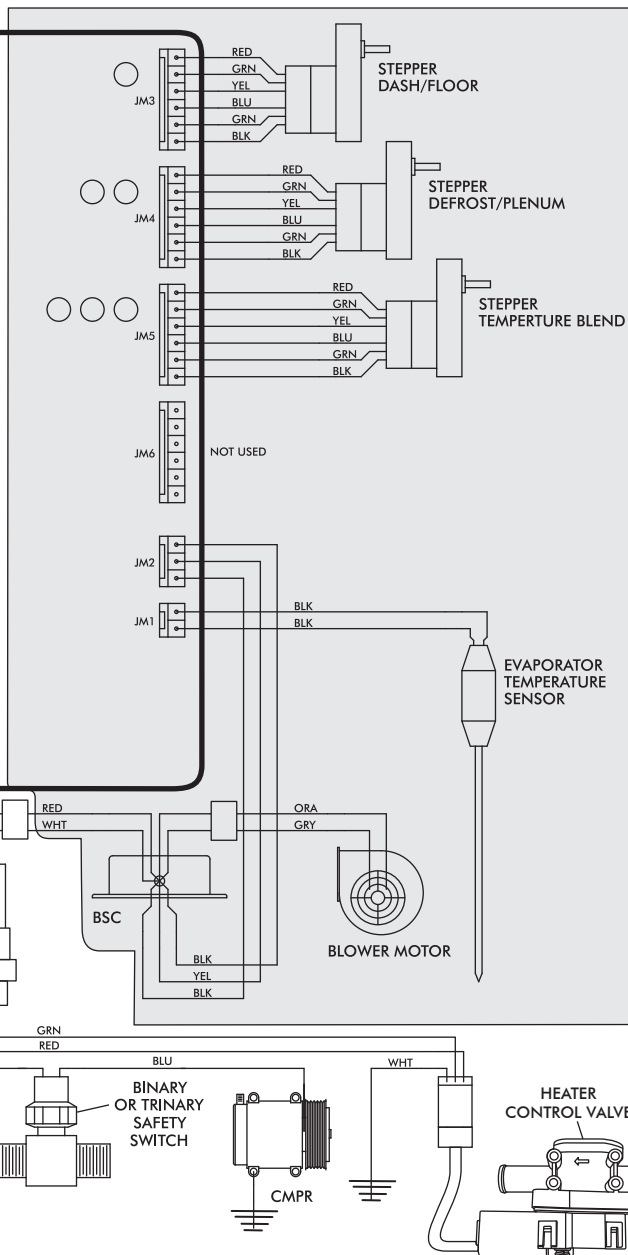 RED
GRN
YEL
BLU
GRN
BLK
JM3
STEPPER
DASH/FLOOR
RED
GRN
YEL
BLU
GRN
BLK
JM4
STEPPER
DEFROST/PLENUM
RED
GRN
YEL
BLU
GRN
BLK
JM5
STEPPER
TEMPERTURE BLEND
JM6
NOT USED
JM2
JM1
BLK
BLK
EVAPORATOR
TEMPERATURE
SENSOR
RED
WHT
ORA
GRY
BSC
BLOWER MOTOR
BLK
YEL
BLK
GRN
RED
BLU
WHT
BINARY
OR TRINARY
SAFETY
SWITCH
CMPR
HEATER
CONTROL VALVE